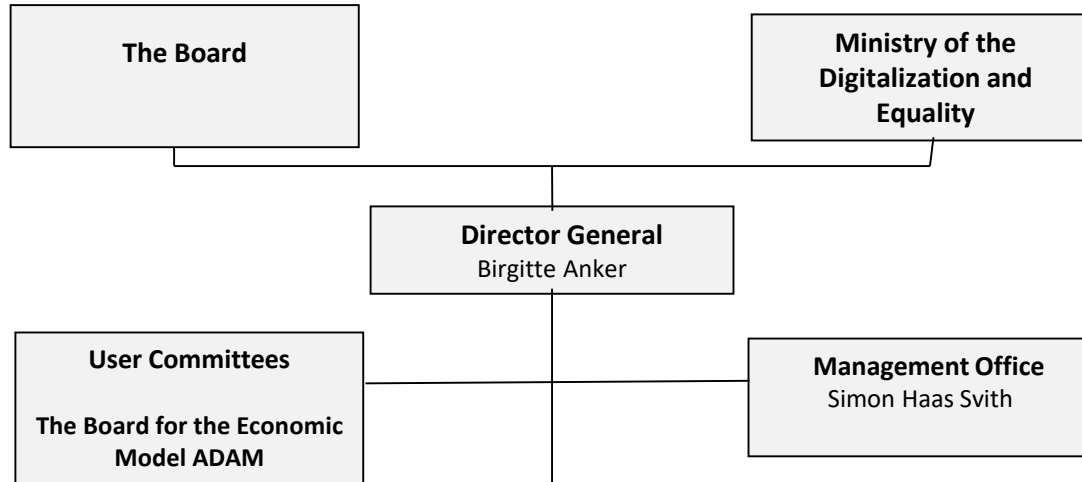 The Board
Ministry of the
Digitalization and
Equality
Director General
Birgitte Anker
User Committees
The Board for the Economic
Model ADAM
Management Office
Simon Haas Svith